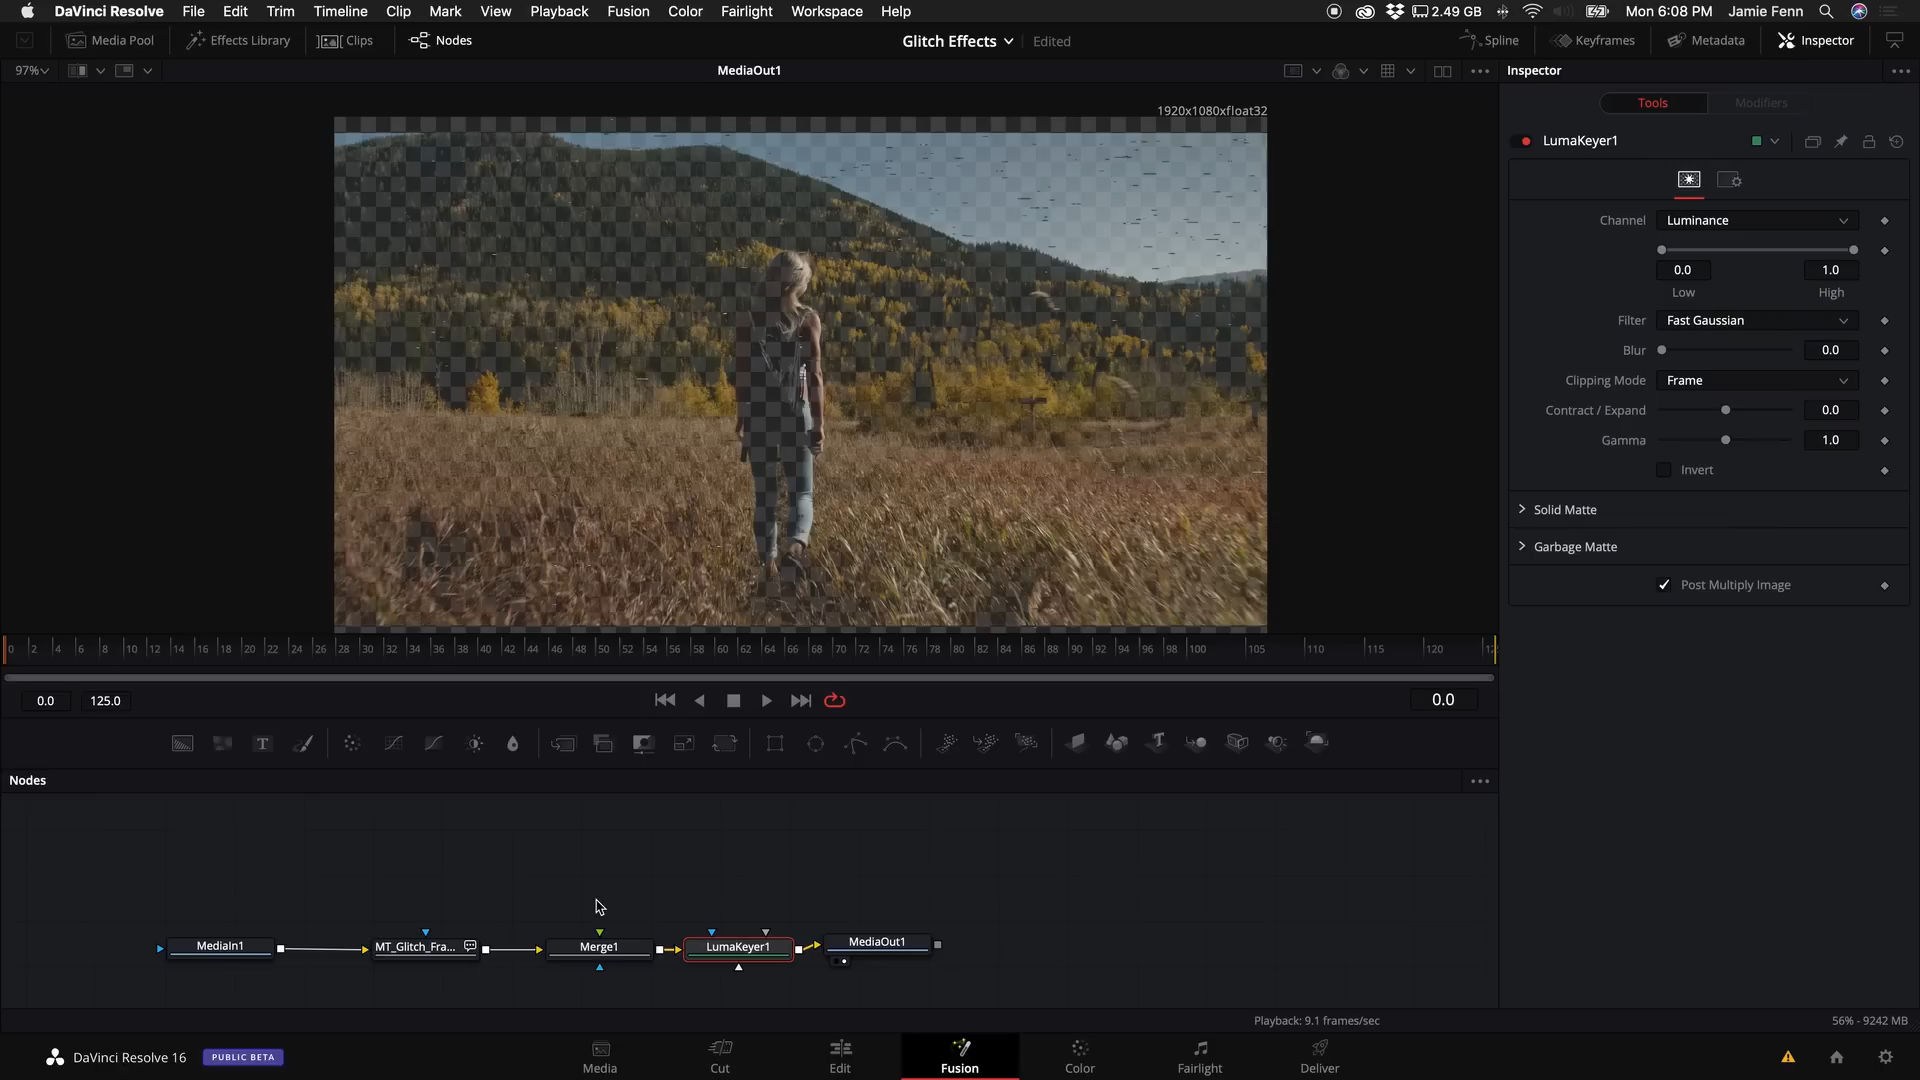 DaVinci Resolve File Edit Trim Timeline Clip Mark View Playback Fusion Color Fairlight Workspace Help 2.49 GB Mon 6:08 PM Jamie Fenn
Media Pool Effects Library Clips Nodes Glitch Effects Edited Spline Keyframes Metadata Inspector
97% MediaOut1 Inspector
Tools Modifiers
1920x1080xfloat32
LumaKeyer1
Channel Luminance
0.0 1.0
Low High
Filter Fast Gaussian
Blur 0.0
Clipping Mode Frame
Contract / Expand 0.0
Gamma 1.0
Invert
Solid Matte
Garbage Matte
Post Multiply Image
0 2 4 6 8 10 12 14 16 18 20 22 24 26 28 30 32 34 36 38 40 42 44 46 48 50 52 54 56 58 60 62 64 66 68 70 72 74 76 78 80 82 84 86 88 90 92 94 96 98 100 105 110 115 120
0.0 125.0 0.0
T
Nodes
MediaIn1 MT_Glitch_Fra... Merge1 LumaKeyer1 MediaOut1
Playback: 9.1 frames/sec 56% - 9242 MB
DaVinci Resolve 16 PUBLIC BETA Media Cut Edit Fusion Color Fairlight Deliver